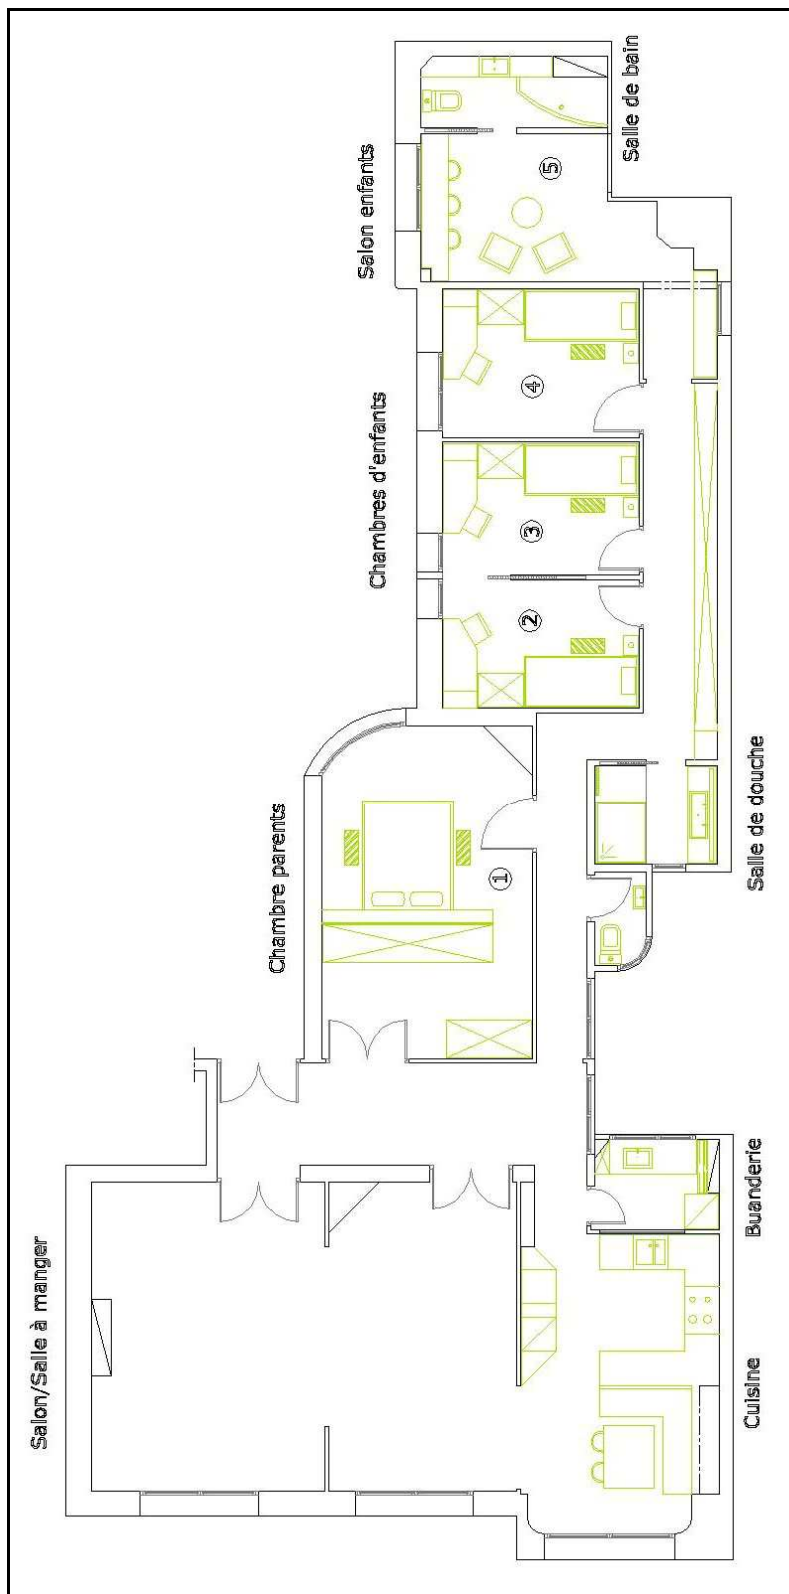 Salon/Salle à manger
Chambre parents
Chambres d'enfants
Salon enfants
1
2
3
4
5
Cuisine
Buanderie
Salle de douche
Salle de bain